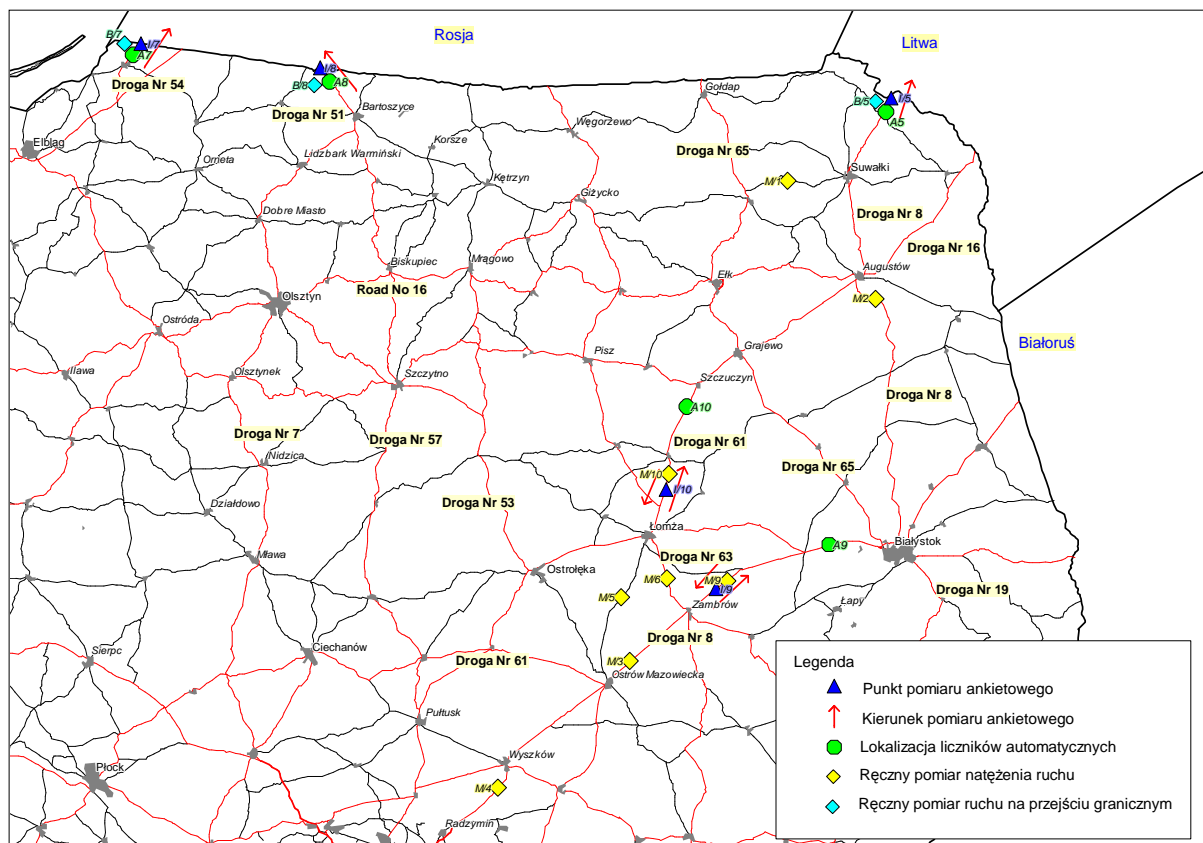 B/7
I/7
A7
Rosja
Litwa
I/8
A8
B/8
Droga Nr 54
Droga Nr 51
Bartoszyce
Gołdap
B/5
I/5
A5
Elbląg
Orneta
Lidzbark Warmiński
Korsze
Węgorzewo
Droga Nr 65
Kętrzyn
M/1
Suwałki
Giżycko
Dobre Miasto
Droga Nr 8
Droga Nr 16
Biskupiec
Mrągowo
Road No 16
Ełk
Augustów
M/2
Olsztyn
Ostróda
Białoruś
Pisz
Grajewo
Iława
Olsztynek
Szczytno
Szczuczyn
Droga Nr 8
A10
Droga Nr 7
Droga Nr 57
Droga Nr 61
Nidzica
Droga Nr 65
M/10
I/10
Działdowo
Droga Nr 53
Łomża
A9
Białystok
Mława
Droga Nr 63
Ostrołęka
M/6
M/9
I/9
M/5
Droga Nr 19
Zambrów
Łapy
Sierpc
Ciechanów
Droga Nr 61
Droga Nr 8
M/3
Ostrów Mazowiecka
Pułtusk
Wyszków
Płock
M/4
Radzymin
Legenda
Punkt pomiaru ankietowego
Kierunek pomiaru ankietowego
Lokalizacja liczników automatycznych
Ręczny pomiar natężenia ruchu
Ręczny pomiar ruchu na przejściu granicznym